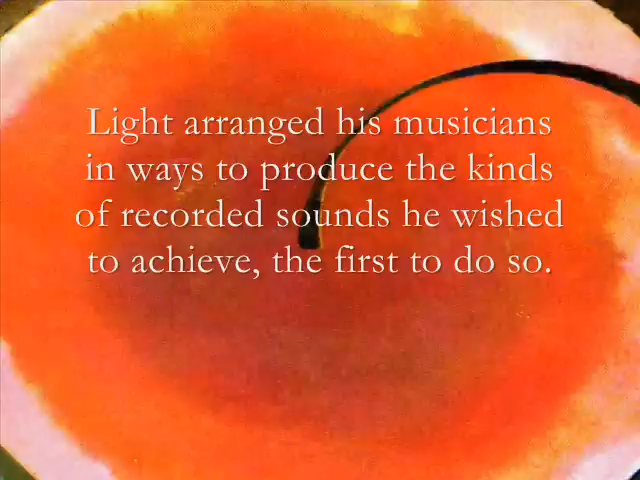 Light arranged his musicians
in ways to produce the kinds
of recorded sounds he wished
to achieve, the first to do so.